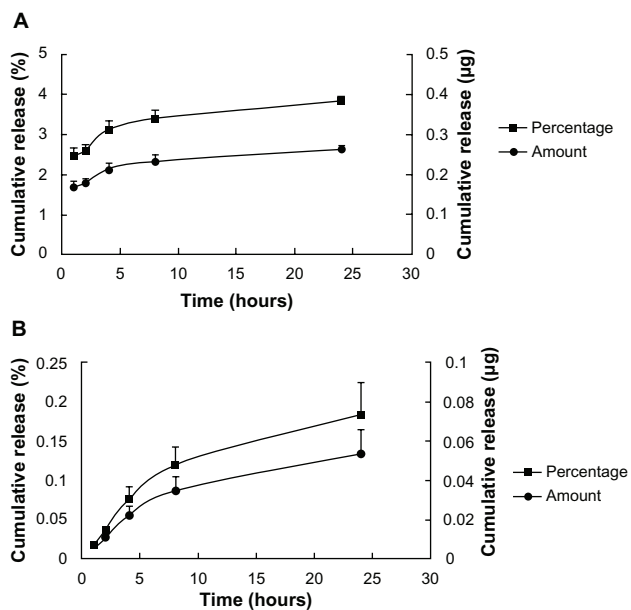 A
Cumulative release (%)
5
4
3
2
1
0
0.5
0.4
0.3
0.2
0.1
0
Cumulative release (µg)
0 5 10 15 20 25 30
Time (hours)
Percentage
Amount
B
Cumulative release (%)
0.25
0.2
0.15
0.1
0.05
0
0.1
0.08
0.06
0.04
0.02
0
Cumulative release (µg)
0 5 10 15 20 25 30
Time (hours)
Percentage
Amount